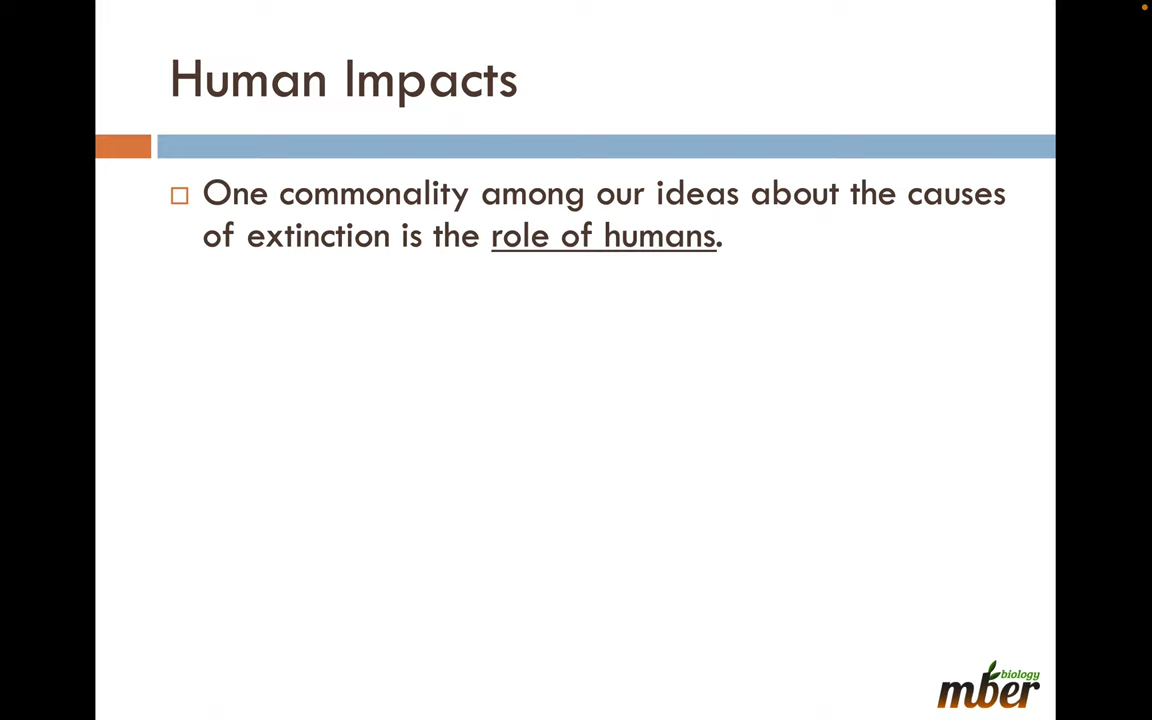 Human Impacts
One commonality among our ideas about the causes
of extinction is the role of humans.
biology
mber